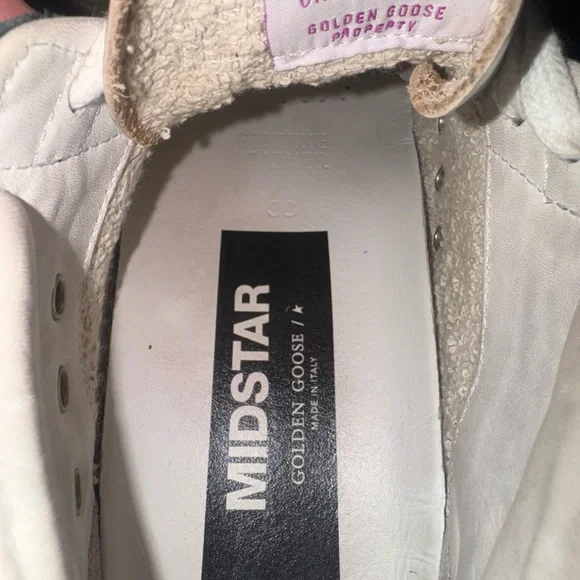 GOLDEN GOOSE
PROPERTY
MIDSTAR
GOLDEN GOOSE /
MADE IN ITALY